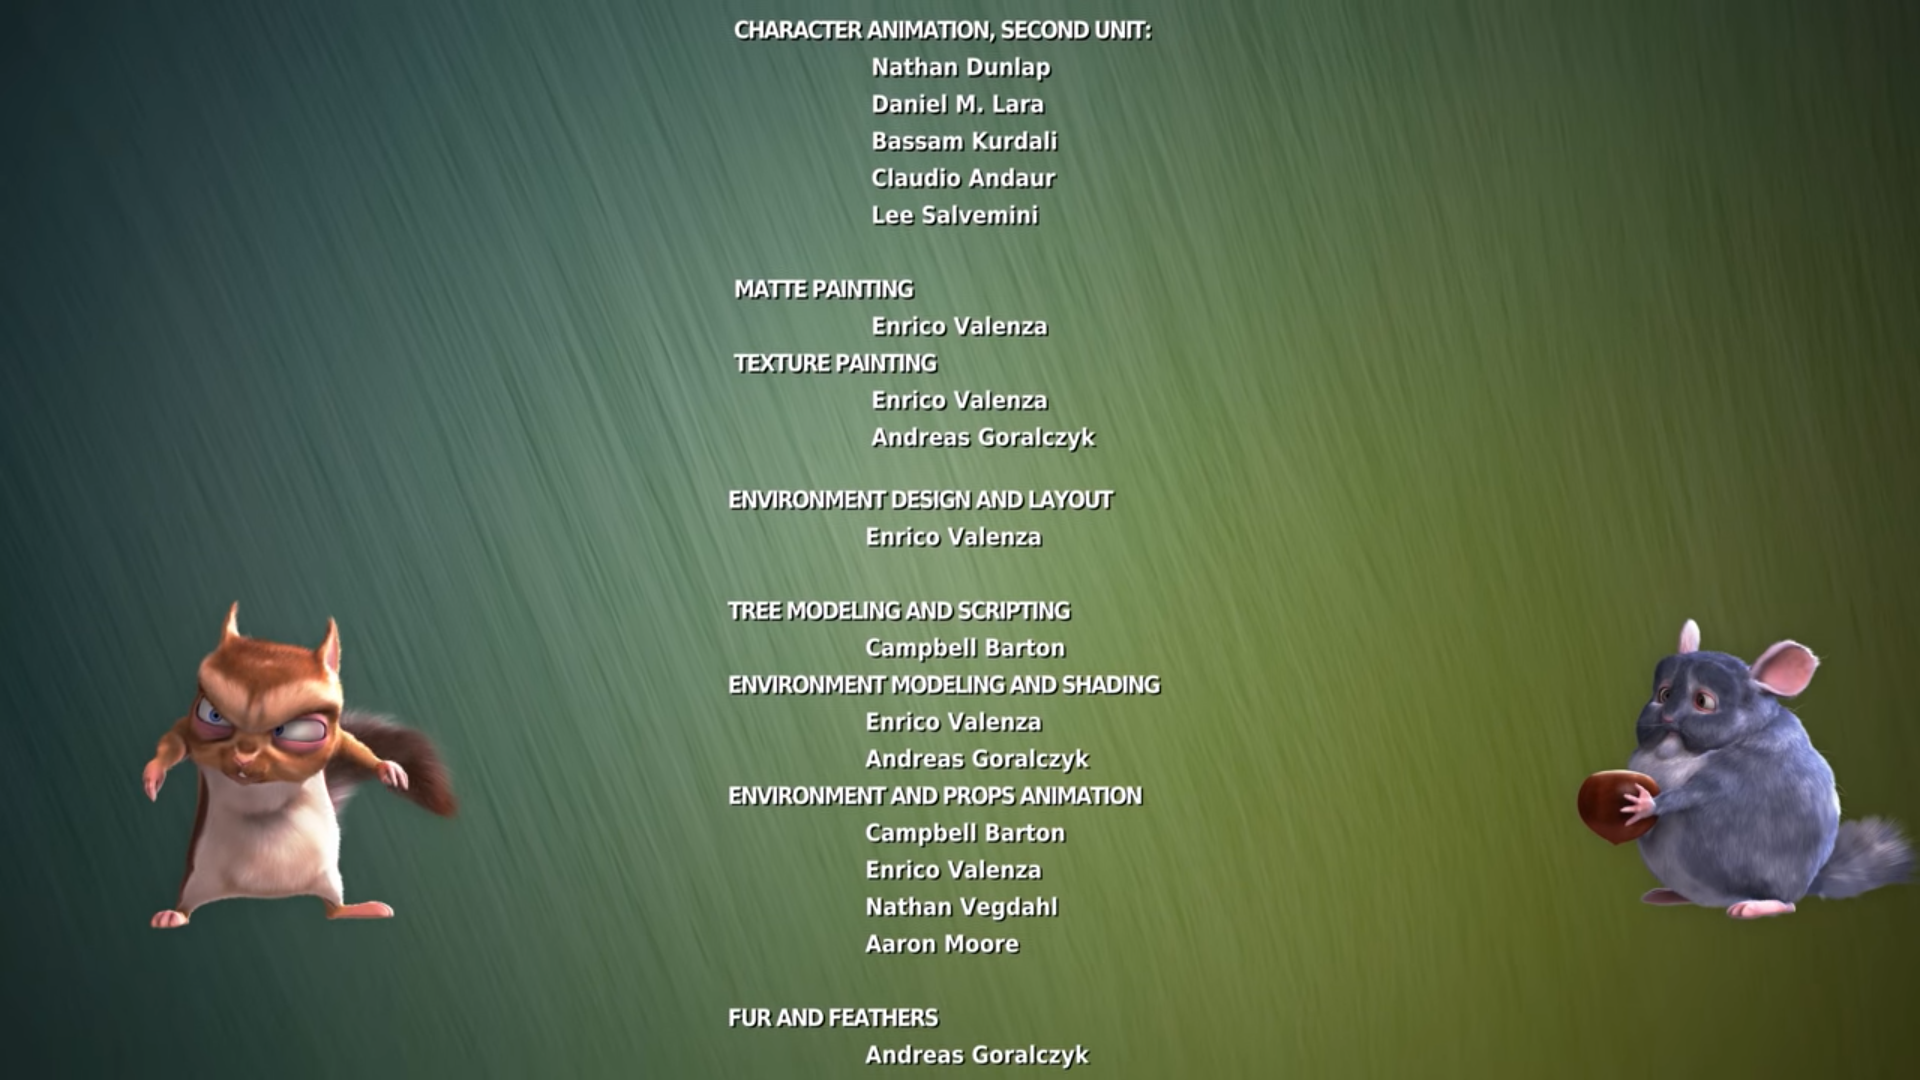 CHARACTER ANIMATION, SECOND UNIT:
Nathan Dunlap
Daniel M. Lara
Bassam Kurdali
Claudio Andaur
Lee Salvemini
MATTE PAINTING
Enrico Valenza
TEXTURE PAINTING
Enrico Valenza
Andreas Goralczyk
ENVIRONMENT DESIGN AND LAYOUT
Enrico Valenza
TREE MODELING AND SCRIPTING
Campbell Barton
ENVIRONMENT MODELING AND SHADING
Enrico Valenza
Andreas Goralczyk
ENVIRONMENT AND PROPS ANIMATION
Campbell Barton
Enrico Valenza
Nathan Vegdahl
Aaron Moore
FUR AND FEATHERS
Andreas Goralczyk